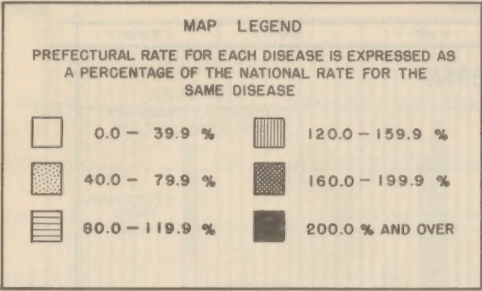 MAP LEGEND
PREFECTURAL RATE FOR EACH DISEASE IS EXPRESSED AS
A PERCENTAGE OF THE NATIONAL RATE FOR THE
SAME DISEASE
0.0 - 39.9 %
40.0 - 79.9 %
80.0 - 119.9 %
120.0 - 159.9 %
160.0 - 199.9 %
200.0 % AND OVER